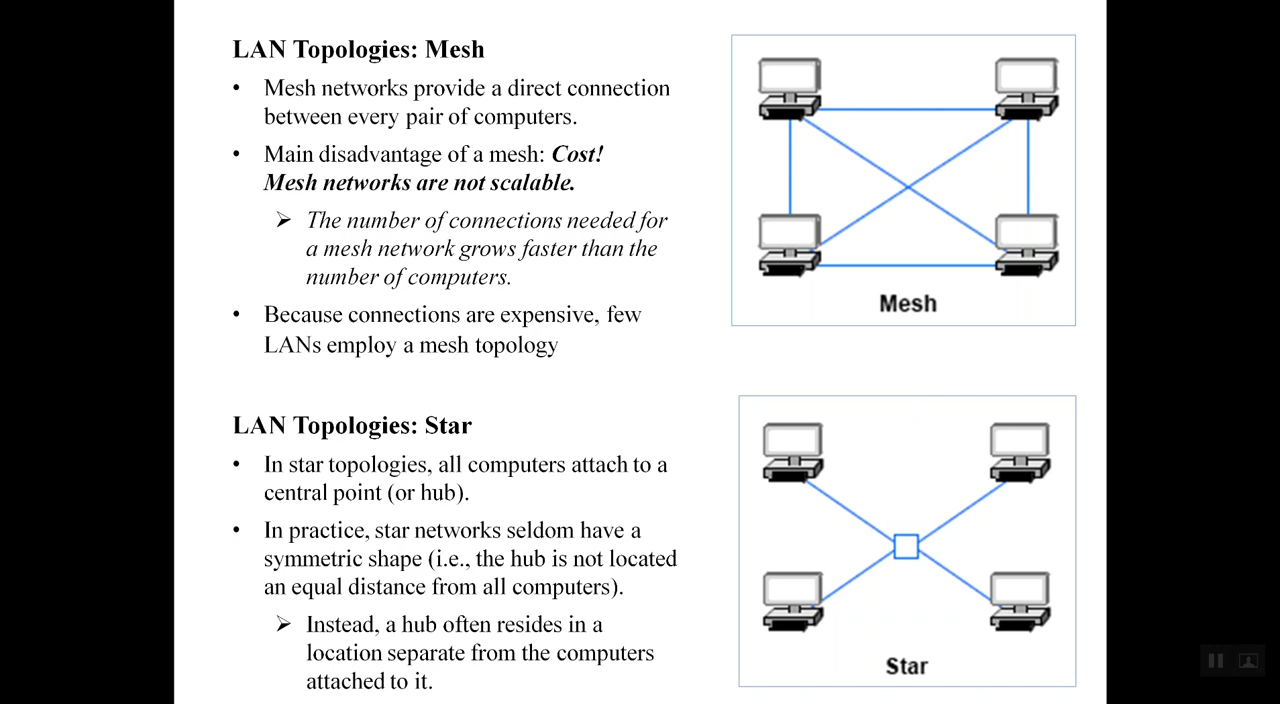 LAN Topologies: Mesh
• Mesh networks provide a direct connection
between every pair of computers.
• Main disadvantage of a mesh: Cost!
Mesh networks are not scalable.
➢ The number of connections needed for
a mesh network grows faster than the
number of computers.
• Because connections are expensive, few
LANs employ a mesh topology
Mesh
LAN Topologies: Star
• In star topologies, all computers attach to a
central point (or hub).
• In practice, star networks seldom have a
symmetric shape (i.e., the hub is not located
an equal distance from all computers).
➢ Instead, a hub often resides in a
location separate from the computers
attached to it.
Star